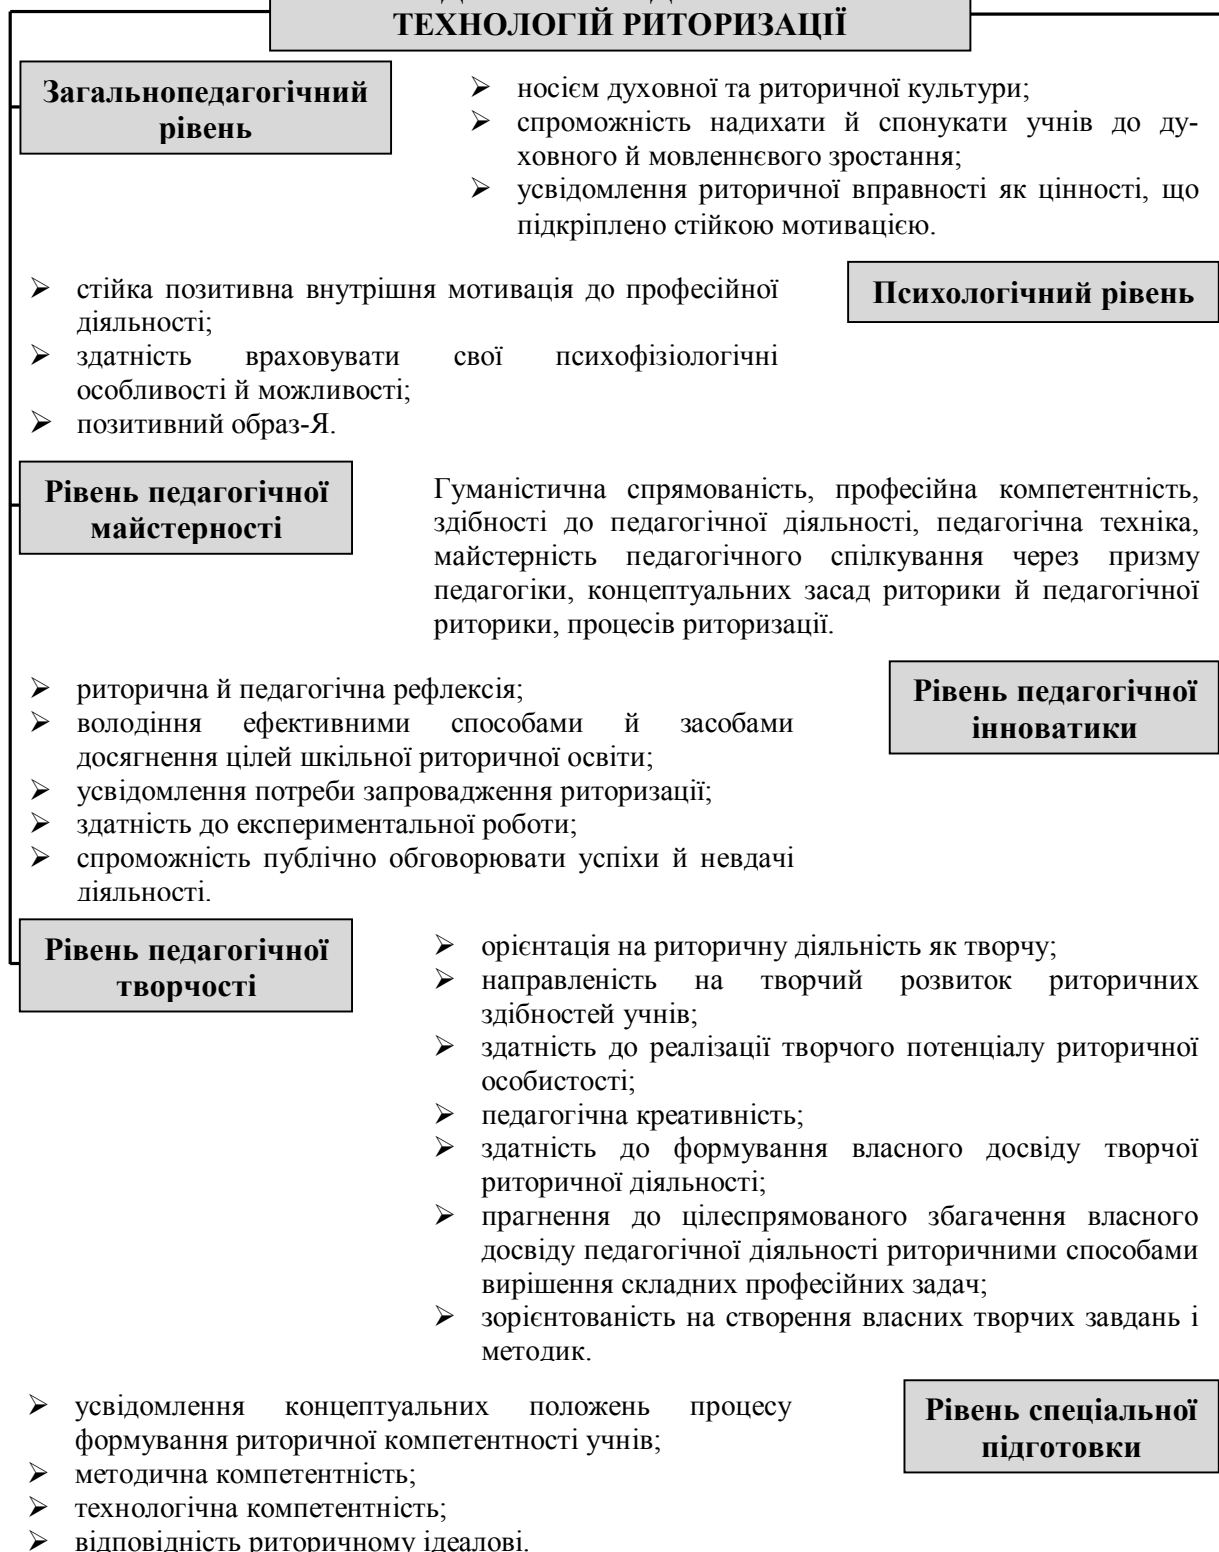 ТЕХНОЛОГІЙ РИТОРИЗАЦІЇ
Загальнопедагогічний
рівень
➢ носієм духовної та риторичної культури;
➢ спроможність надихати й спонукати учнів до ду-
ховного й мовленнєвого зростання;
➢ усвідомлення риторичної вправності як цінності, що
підкріплено стійкою мотивацією.
➢ стійка позитивна внутрішня мотивація до професійної
діяльності;
➢ здатність враховувати свої психофізіологічні
особливості й можливості;
➢ позитивний образ-Я.
Психологічний рівень
Рівень педагогічної
майстерності
Гуманістична спрямованість, професійна компетентність,
здібності до педагогічної діяльності, педагогічна техніка,
майстерність педагогічного спілкування через призму
педагогіки, концептуальних засад риторики й педагогічної
риторики, процесів риторизації.
➢ риторична й педагогічна рефлексія;
➢ володіння ефективними способами й засобами
досягнення цілей шкільної риторичної освіти;
➢ усвідомлення потреби запровадження риторизації;
➢ здатність до експериментальної роботи;
➢ спроможність публічно обговорювати успіхи й невдачі
діяльності.
Рівень педагогічної
інноватики
Рівень педагогічної
творчості
➢ орієнтація на риторичну діяльність як творчу;
➢ направленість на творчий розвиток риторичних
здібностей учнів;
➢ здатність до реалізації творчого потенціалу риторичної
особистості;
➢ педагогічна креативність;
➢ здатність до формування власного досвіду творчої
риторичної діяльності;
➢ прагнення до цілеспрямованого збагачення власного
досвіду педагогічної діяльності риторичними способами
вирішення складних професійних задач;
➢ зорієнтованість на створення власних творчих завдань і
методик.
➢ усвідомлення концептуальних положень процесу
формування риторичної компетентності учнів;
➢ методична компетентність;
➢ технологічна компетентність;
➢ відповідність риторичному ідеалові.
Рівень спеціальної
підготовки